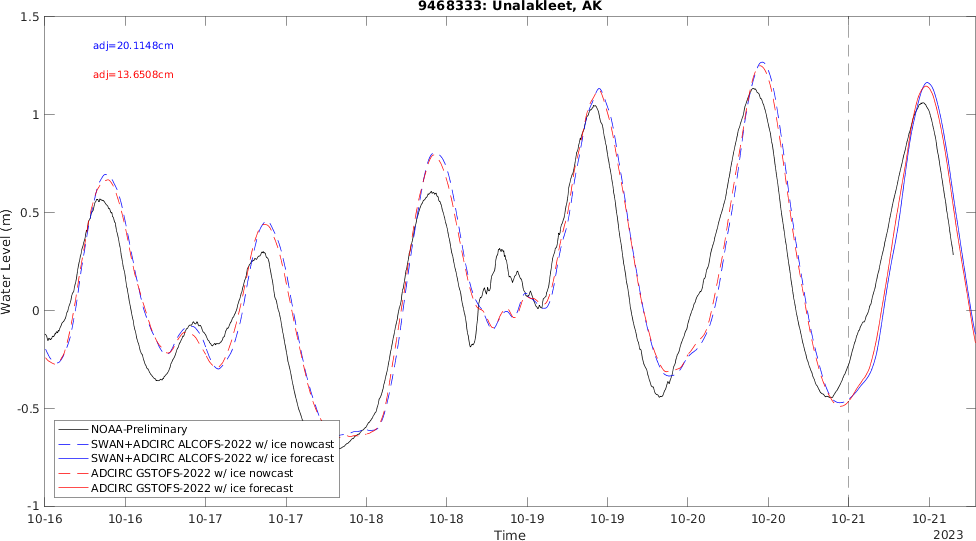 9468333: Unalakleet, AK
1.5
adj=20.1148cm
adj=13.6508cm
1
0.5
Water Level (m)
0
-0.5
NOAA-Preliminary
SWAN+ADCIRC ALCOFS-2022 w/ ice nowcast
SWAN+ADCIRC ALCOFS-2022 w/ ice forecast
ADCIRC GSTOFS-2022 w/ ice nowcast
ADCIRC GSTOFS-2022 w/ ice forecast
-1
10-16 10-16 10-17 10-17 10-18 10-18 10-19 10-19 10-20 10-20 10-21 10-21
Time
2023